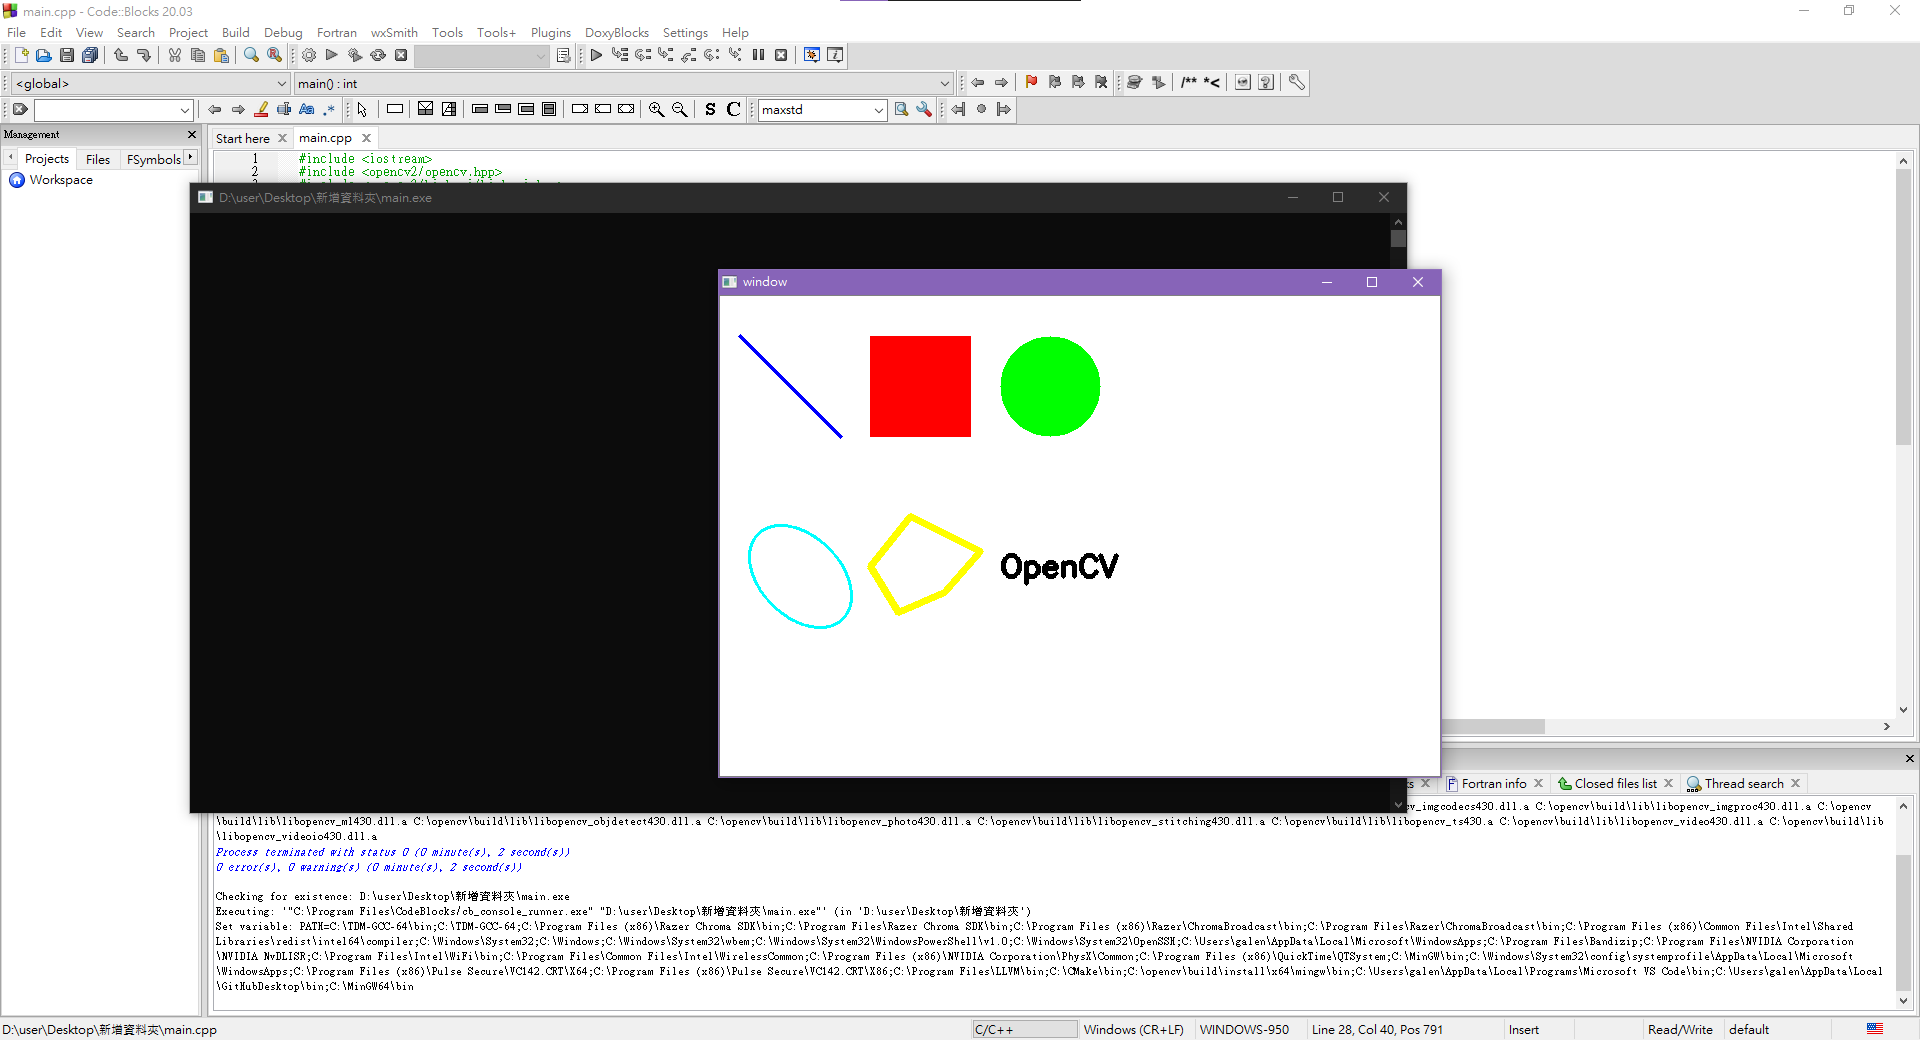 main.cpp - Code::Blocks 20.03
File Edit View Search Project Build Debug Fortran wxSmith Tools Tools+ Plugins DoxyBlocks Settings Help
<global> main() : int
/** *<
Aa .* S C maxstd
Management
Start here main.cpp
Projects Files FSymbols
Workspace
1 #include <iostream>
2 #include <opencv2/opencv.hpp>
D:\user\Desktop\新增資料夾\main.exe
window
OpenCV
Fortran info Closed files list Thread search
cv_imgcodecs430.dll.a C:\opencv\build\lib\libopencv_imgproc430.dll.a C:\opencv
\build\lib\libopencv_ml430.dll.a C:\opencv\build\lib\libopencv_objdetect430.dll.a C:\opencv\build\lib\libopencv_photo430.dll.a C:\opencv\build\lib\libopencv_stitching430.dll.a C:\opencv\build\lib\libopencv_ts430.a C:\opencv\build\lib\libopencv_video430.dll.a C:\opencv\build\lib
\libopencv_videoio430.dll.a
Process terminated with status 0 (0 minute(s), 2 second(s))
0 error(s), 0 warning(s) (0 minute(s), 2 second(s))
Checking for existence: D:\user\Desktop\新增資料夾\main.exe
Executing: '"C:\Program Files\CodeBlocks/cb_console_runner.exe" "D:\user\Desktop\新增資料夾\main.exe"' (in 'D:\user\Desktop\新增資料夾')
Set variable: PATH=C:\TDM-GCC-64\bin;C:\TDM-GCC-64;C:\Program Files (x86)\Razer Chroma SDK\bin;C:\Program Files\Razer Chroma SDK\bin;C:\Program Files (x86)\Razer\ChromaBroadcast\bin;C:\Program Files\Razer\ChromaBroadcast\bin;C:\Program Files (x86)\Common Files\Intel\Shared
Libraries\redist\intel64\compiler;C:\Windows\System32;C:\Windows;C:\Windows\System32\wbem;C:\Windows\System32\WindowsPowerShell\v1.0;C:\Windows\System32\OpenSSH;C:\Users\galen\AppData\Local\Microsoft\WindowsApps;C:\Program Files\Bandizip;C:\Program Files\NVIDIA Corporation
\NVIDIA NvDLISR;C:\Program Files\Intel\WiFi\bin;C:\Program Files\Common Files\Intel\WirelessCommon;C:\Program Files (x86)\NVIDIA Corporation\PhysX\Common;C:\Program Files (x86)\QuickTime\QTSystem;C:\MinGW\bin;C:\Windows\System32\config\systemprofile\AppData\Local\Microsoft
\WindowsApps;C:\Program Files (x86)\Pulse Secure\VC142.CRT\X64;C:\Program Files (x86)\Pulse Secure\VC142.CRT\X86;C:\Program Files\LLVM\bin;C:\CMake\bin;C:\opencv\build\install\x64\mingw\bin;C:\Users\galen\AppData\Local\Programs\Microsoft VS Code\bin;C:\Users\galen\AppData\Local
\GitHubDesktop\bin;C:\MinGW64\bin
D:\user\Desktop\新增資料夾\main.cpp C/C++ Windows (CR+LF) WINDOWS-950 Line 28, Col 40, Pos 791 Insert Read/Write default